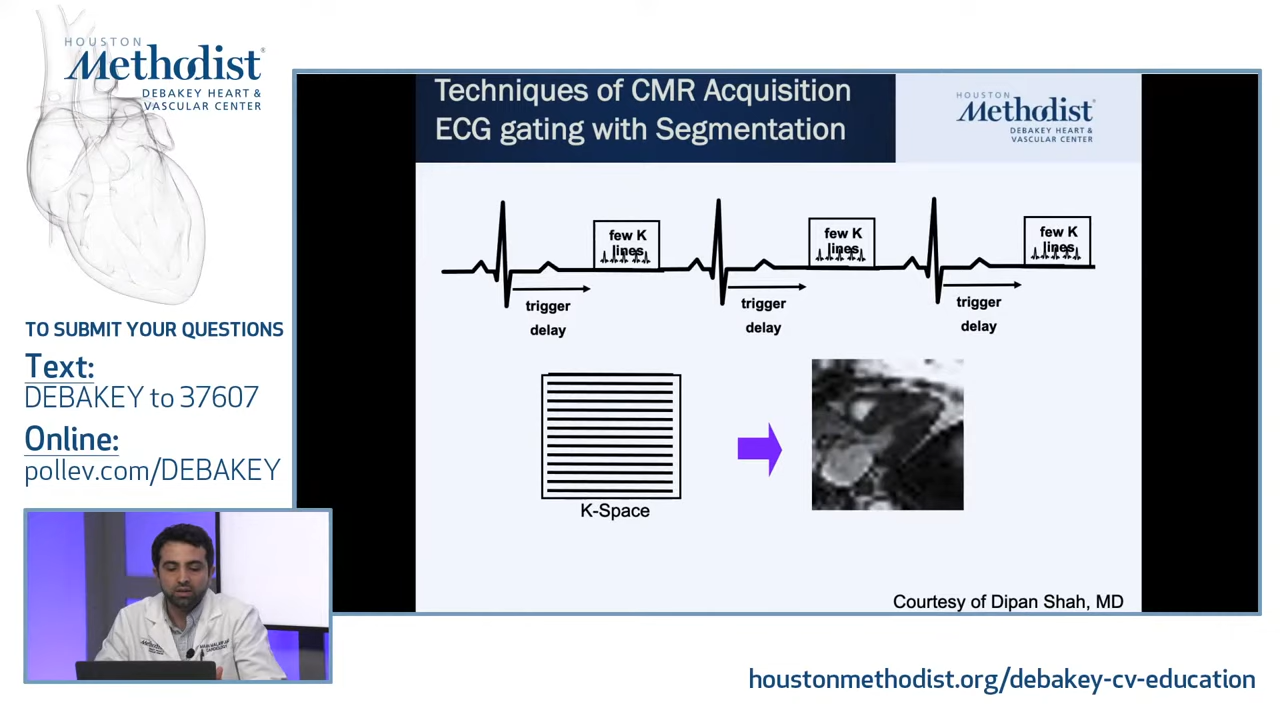 HOUSTON
Methodist
DEBAKEY HEART &
VASCULAR CENTER
TO SUBMIT YOUR QUESTIONS
Text:
DEBAKEY to 37607
Online:
pollev.com/DEBAKEY
Techniques of CMR Acquisition
ECG gating with Segmentation
HOUSTON
Methodist
DEBAKEY HEART &
VASCULAR CENTER
few K
lines
few K
lines
few K
lines
trigger
delay
trigger
delay
trigger
delay
K-Space
Courtesy of Dipan Shah, MD
Methodist
houstonmethodist.org/debakey-cv-education